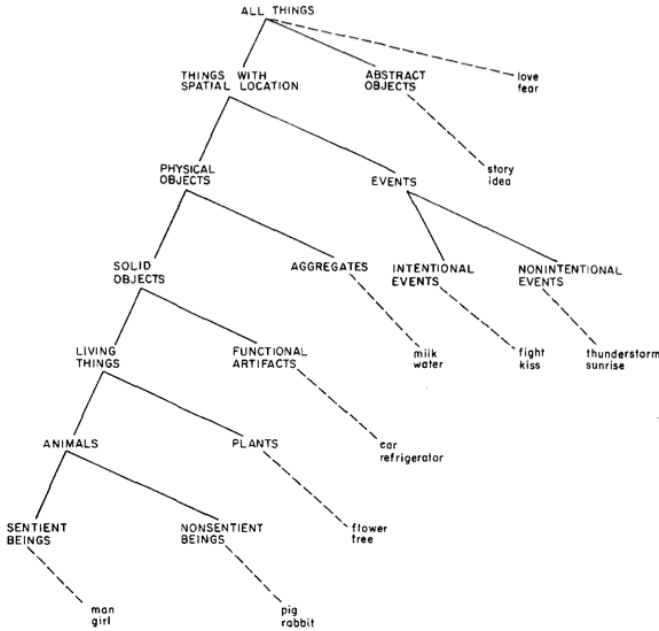 ALL THINGS
THINGS WITH
SPATIAL LOCATION
ABSTRACT
OBJECTS
love
fear
PHYSICAL
OBJECTS
EVENTS
story
idea
SOLID
OBJECTS
AGGREGATES
INTENTIONAL
EVENTS
NONINTENTIONAL
EVENTS
LIVING
THINGS
FUNCTIONAL
ARTIFACTS
milk
water
fight
kiss
thunderstorm
sunrise
ANIMALS
PLANTS
car
refrigerator
SENTIENT
BEINGS
NONSENTIENT
BEINGS
flower
tree
man
girl
pig
rabbit